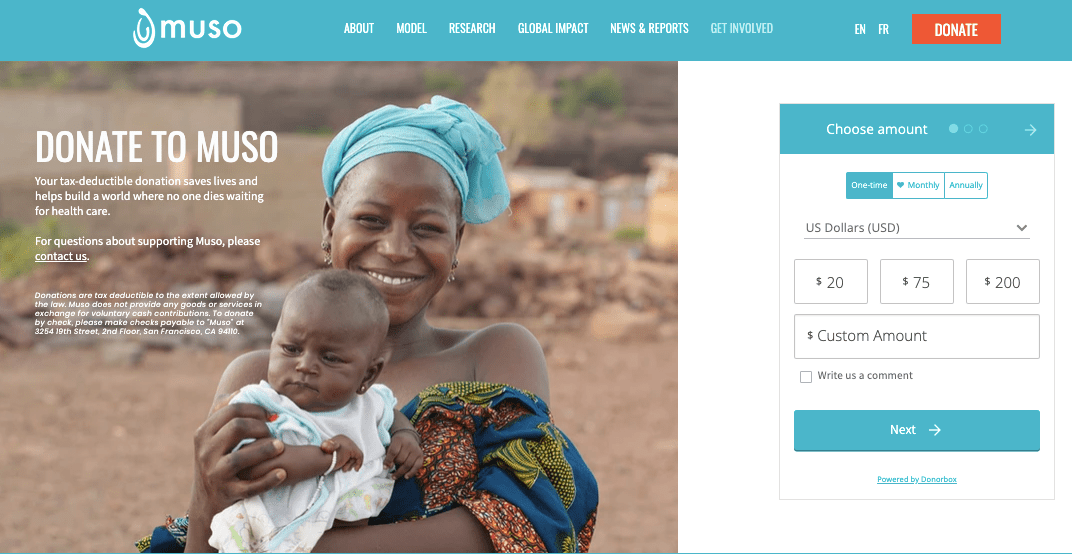 muso
ABOUT MODEL RESEARCH GLOBAL IMPACT NEWS & REPORTS GET INVOLVED
EN FR
DONATE
DONATE TO MUSO
Your tax-deductible donation saves lives and
helps build a world where no one dies waiting
for health care.
For questions about supporting Muso, please
contact us.
Donations are tax deductible to the extent allowed by
the law. Muso does not provide any goods or services in
exchange for voluntary cash contributions. To donate
by check, please make checks payable to "Muso" at
3254 19th Street, 2nd Floor, San Francisco, CA 94110.
Choose amount
One-time Monthly Annually
US Dollars (USD)
$ 20 $ 75 $ 200
$ Custom Amount
Write us a comment
Next
Powered by Donorbox